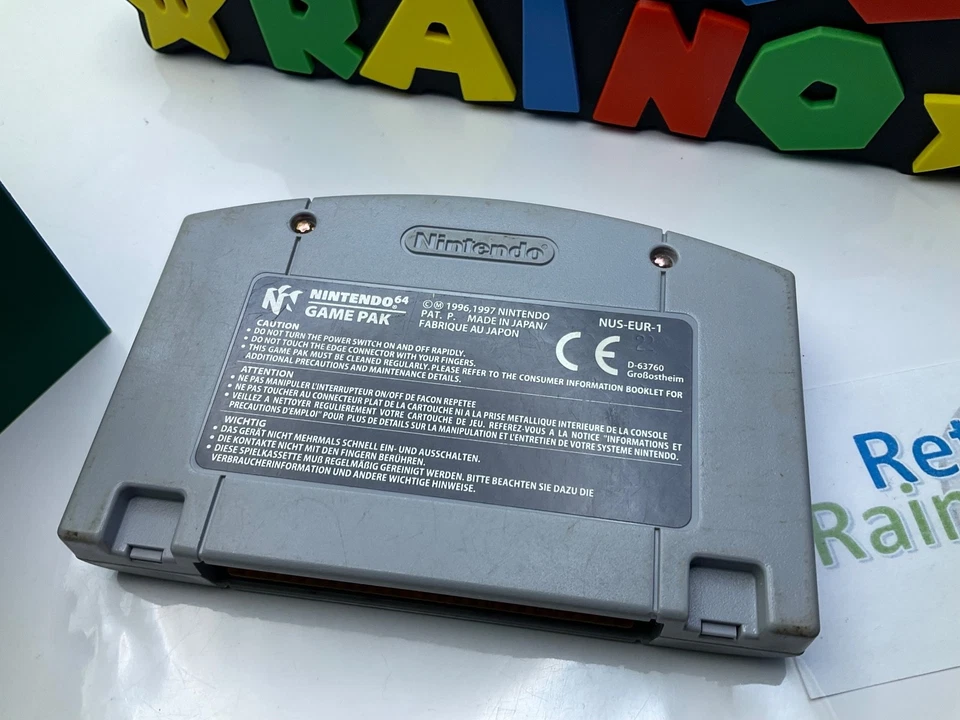 RAINO
Nintendo®
NINTENDO 64
GAME PAK
©Ⓜ 1996,1997 NINTENDO
PAT. P. MADE IN JAPAN/
FABRIQUE AU JAPON
NUS-EUR-1
CE
D-63760
Großostheim
CAUTION
• DO NOT TURN THE POWER SWITCH ON AND OFF RAPIDLY.
• DO NOT TOUCH THE EDGE CONNECTOR WITH YOUR FINGERS.
• THIS GAME PAK MUST BE CLEANED REGULARLY. PLEASE REFER TO THE CONSUMER INFORMATION BOOKLET FOR
ADDITIONAL PRECAUTIONS AND MAINTENANCE DETAILS.
ATTENTION
• NE PAS MANIPULER L'INTERRUPTEUR ON/OFF DE FACON REPETEE
• NE PAS TOUCHER AU CONNECTEUR PLAT DE LA CARTOUCHE NI A LA PRISE METALLIQUE INTERIEURE DE LA CONSOLE
• VEILLEZ A NETTOYER REGULIEREMENT VOTRE CARTOUCHE DE JEU. REFEREZ VOUS A LA NOTICE "INFORMATIONS ET
PRECAUTIONS D'EMPLOI" POUR PLUS DE DETAILS SUR LA MANIPULATION ET L'ENTRETIEN DE VOTRE SYSTEME NINTENDO.
WICHTIG
• DAS GERÄT NICHT MEHRMALS SCHNELL EIN- UND AUSSCHALTEN.
• DIE KONTAKTE NICHT MIT DEN FINGERN BERÜHREN.
• DIESE SPIELKASSETTE MUß REGELMÄßIG GEREINIGT WERDEN. BITTE BEACHTEN SIE DAZU DIE
VERBRAUCHERINFORMATION UND ANDERE WICHTIGE HINWEISE.
Ret
Rain